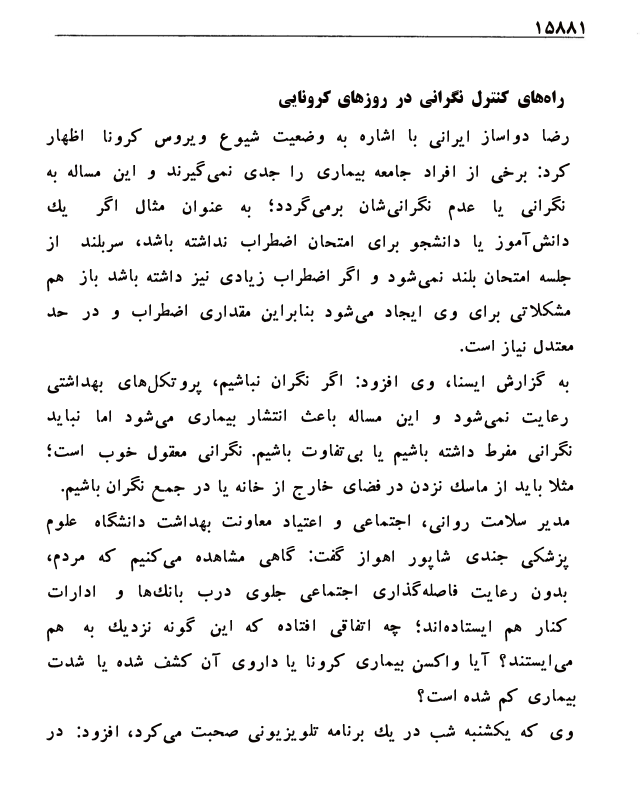 ۱۵۸۸۱
راه‌های کنترل نگرانی در روزهای کرونایی
رضا دواساز ایرانی با اشاره به وضعیت شیوع ویروس کرونا اظهار
کرد: برخی از افراد جامعه بیماری را جدی نمی‌گیرند و این مساله به
نگرانی یا عدم نگرانی‌شان برمی‌گردد؛ به عنوان مثال اگر یك
دانش‌آموز یا دانشجو برای امتحان اضطراب نداشته باشد، سربلند از
جلسه امتحان بلند نمی‌شود و اگر اضطراب زیادی نیز داشته باشد باز هم
مشکلاتی برای وی ایجاد می‌شود بنابراین مقداری اضطراب و در حد
معتدل نیاز است.
به گزارش ایسنا، وی افزود: اگر نگران نباشیم، پروتکل‌های بهداشتی
رعایت نمی‌شود و این مساله باعث انتشار بیماری می‌شود اما نباید
نگرانی مفرط داشته باشیم یا بی‌تفاوت باشیم. نگرانی معقول خوب است؛
مثلا باید از ماسك نزدن در فضای خارج از خانه یا در جمع نگران باشیم.
مدیر سلامت روانی، اجتماعی و اعتیاد معاونت بهداشت دانشگاه علوم
پزشکی جندی شاپور اهواز گفت: گاهی مشاهده می‌کنیم که مردم،
بدون رعایت فاصله‌گذاری اجتماعی جلوی درب بانك‌ها و ادارات
کنار هم ایستاده‌اند؛ چه اتفاقی افتاده که این گونه نزدیك به هم
می‌ایستند؟ آیا واکسن بیماری کرونا یا داروی آن کشف شده یا شدت
بیماری کم شده است؟
وی که یکشنبه شب در یك برنامه تلویزیونی صحبت می‌کرد، افزود: در